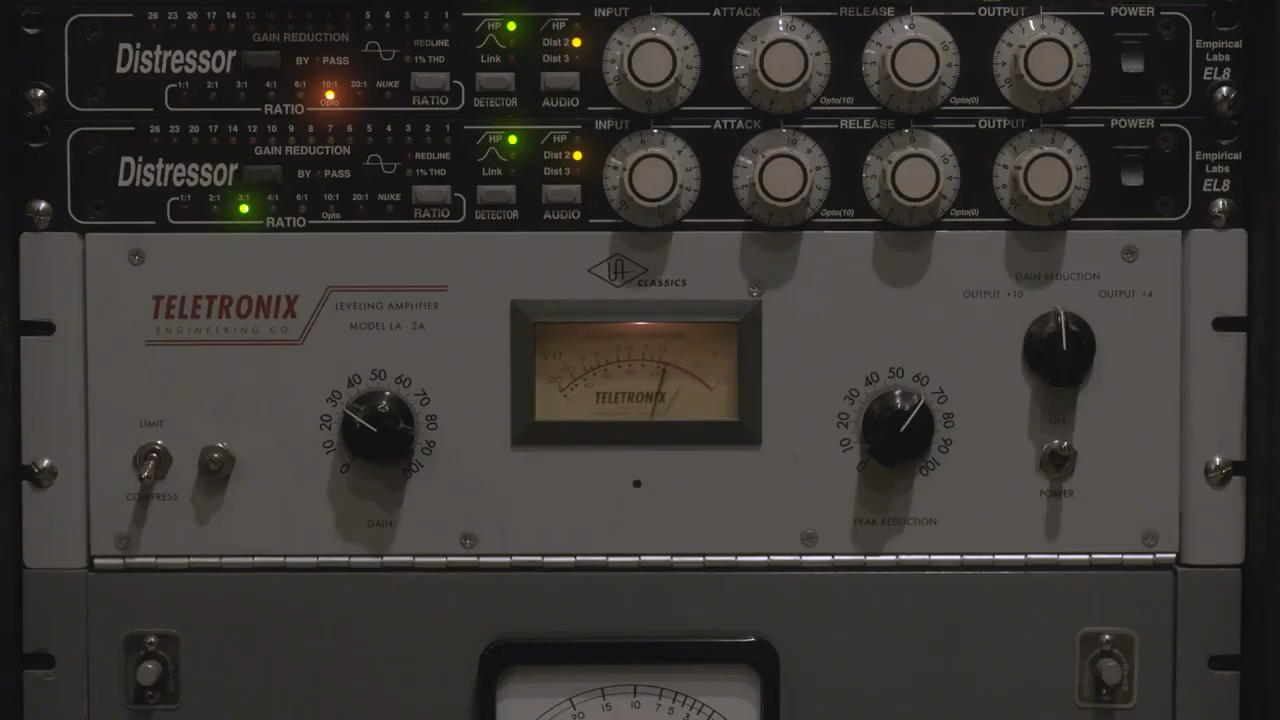 26 23 20 17 14 12 10 9 8 7 6 5 4 3 2 1
HP
HP
INPUT ATTACK RELEASE OUTPUT POWER
Distressor
GAIN REDUCTION
REDLINE
Dist 2
Empirical
Labs
EL8
BY PASS
1% THD
Link
Dist 3
1:1 2:1 3:1 4:1 6:1 10:1 20:1 NUKE
Opto
RATIO
RATIO
DETECTOR
AUDIO
Opto(10)
Opto(0)
26 23 20 17 14 12 10 9 8 7 6 5 4 3 2 1
HP
HP
INPUT ATTACK RELEASE OUTPUT POWER
Distressor
GAIN REDUCTION
REDLINE
Dist 2
Empirical
Labs
EL8
BY PASS
1% THD
Link
Dist 3
1:1 2:1 3:1 4:1 6:1 10:1 20:1 NUKE
Opto
RATIO
RATIO
DETECTOR
AUDIO
Opto(10)
Opto(0)
UA CLASSICS
GAIN REDUCTION
OUTPUT +10 OUTPUT +4
TELETRONIX
ENGINEERING CO
LEVELING AMPLIFIER
MODEL LA - 2A
TELETRONIX
0 10 20 30 40 50 60 70 80 90 100
0 10 20 30 40 50 60 70 80 90 100
LIMIT
COMPRESS
GAIN
PEAK REDUCTION
ON
POWER
20 10 7 5 3